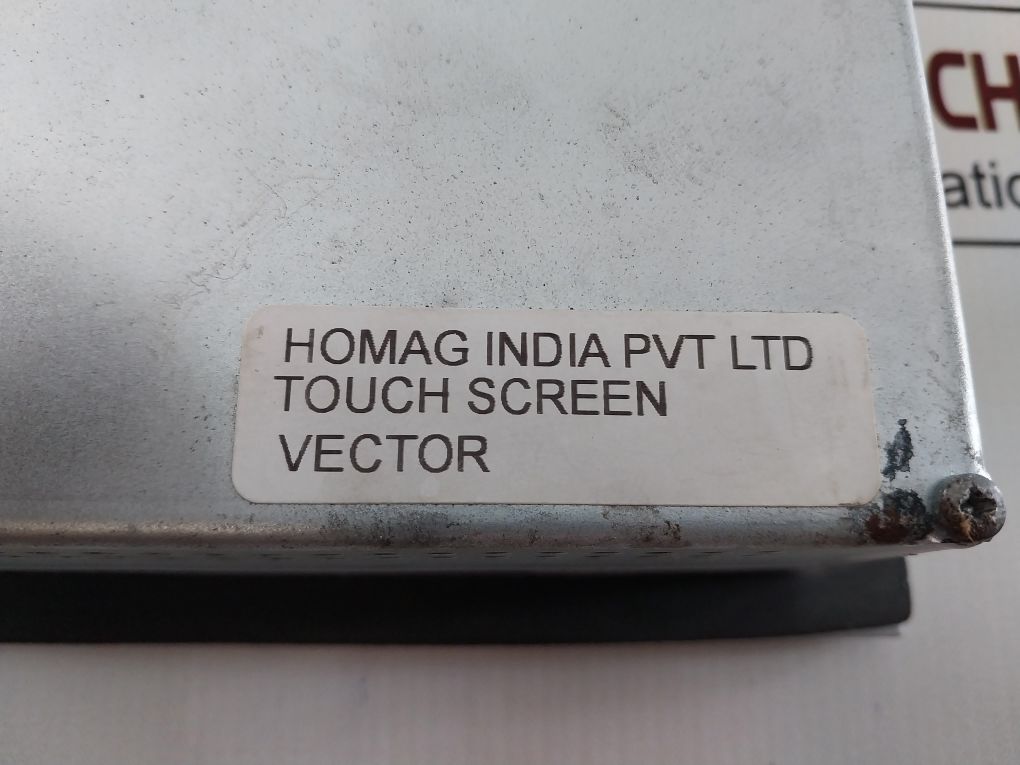 HOMAG INDIA PVT LTD
TOUCH SCREEN
VECTOR